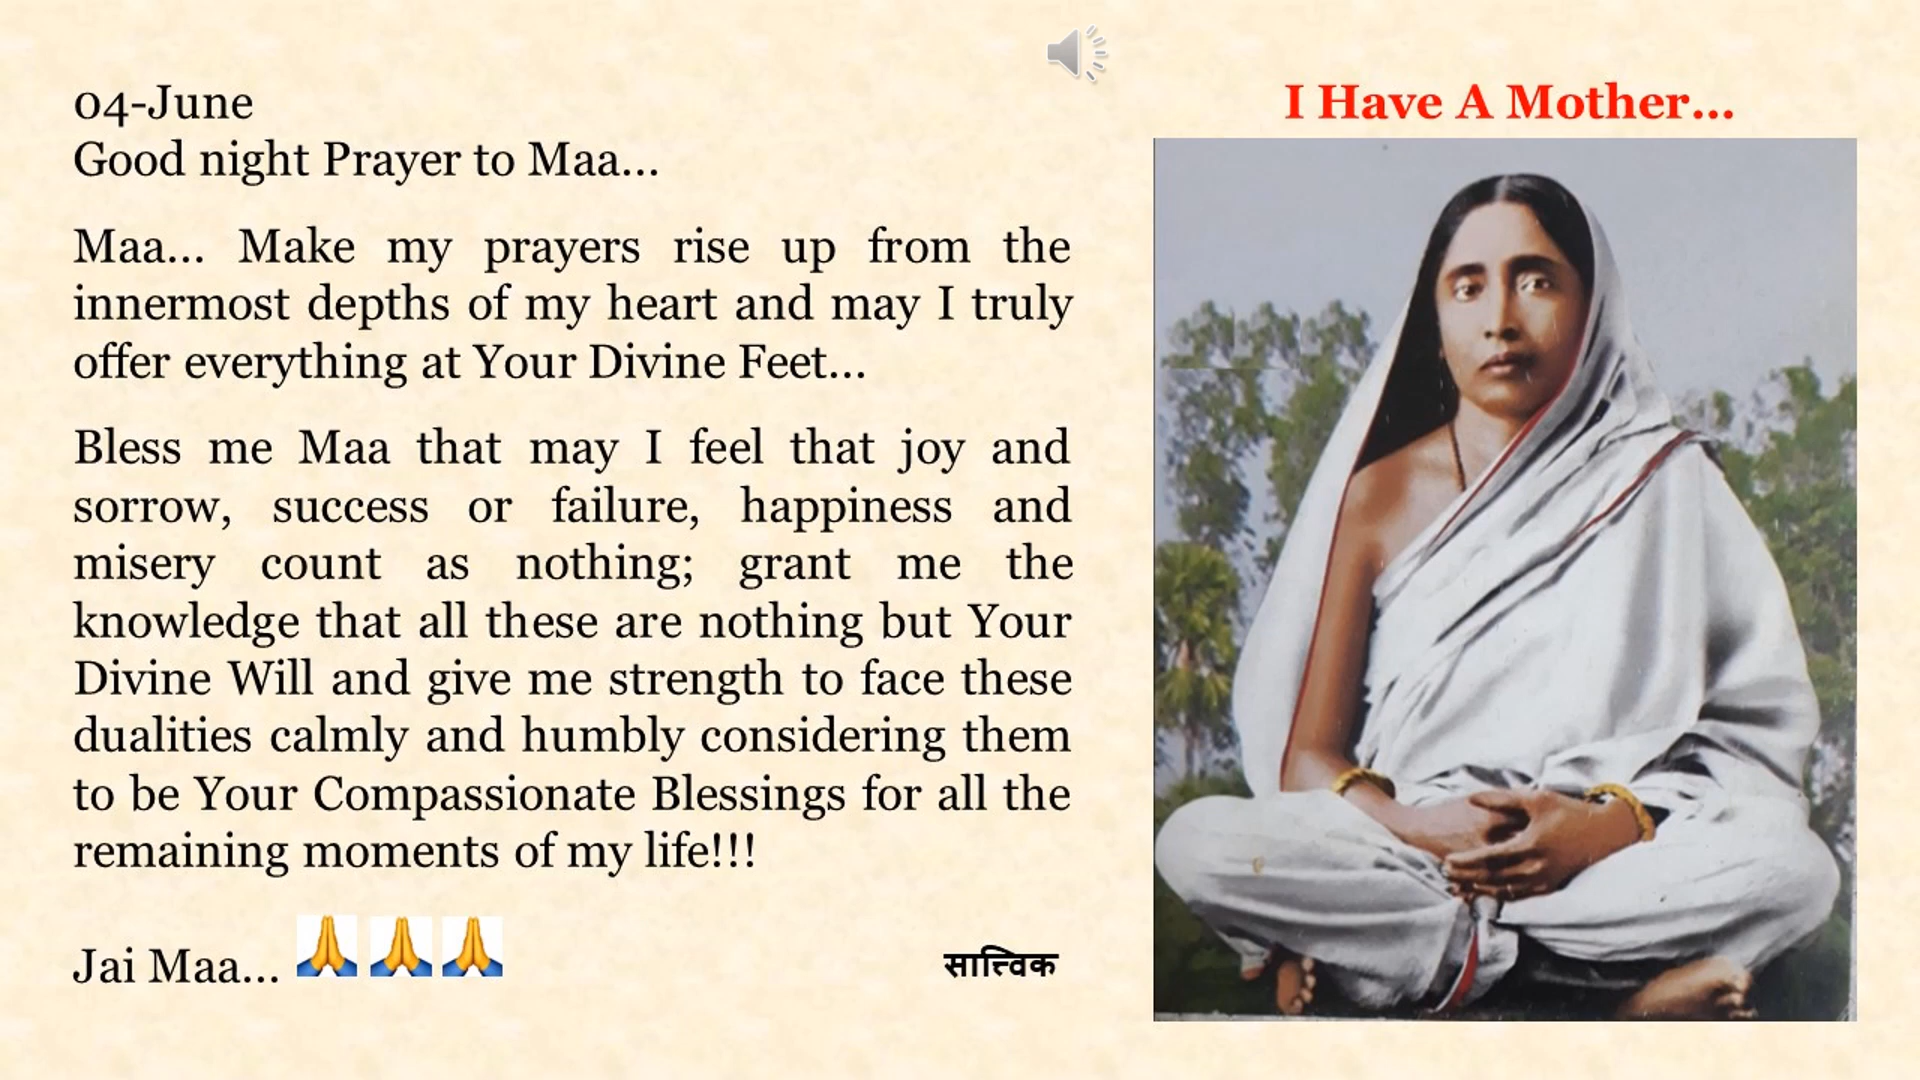 04-June
Good night Prayer to Maa...
Maa... Make my prayers rise up from the
innermost depths of my heart and may I truly
offer everything at Your Divine Feet...
Bless me Maa that may I feel that joy and
sorrow, success or failure, happiness and
misery count as nothing; grant me the
knowledge that all these are nothing but Your
Divine Will and give me strength to face these
dualities calmly and humbly considering them
to be Your Compassionate Blessings for all the
remaining moments of my life!!!
Jai Maa... 🙏🙏🙏
सात्त्विक
I Have A Mother...